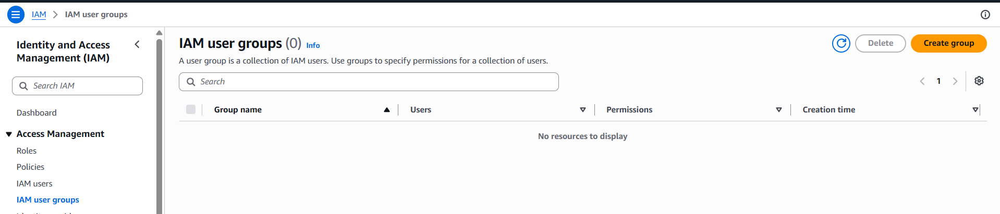 IAM > IAM user groups
Identity and Access
Management (IAM)
Search IAM
Dashboard
Access Management
Roles
Policies
IAM users
IAM user groups
IAM user groups (0) Info
Delete
Create group
A user group is a collection of IAM users. Use groups to specify permissions for a collection of users.
Search
1
Group name Users Permissions Creation time
No resources to display